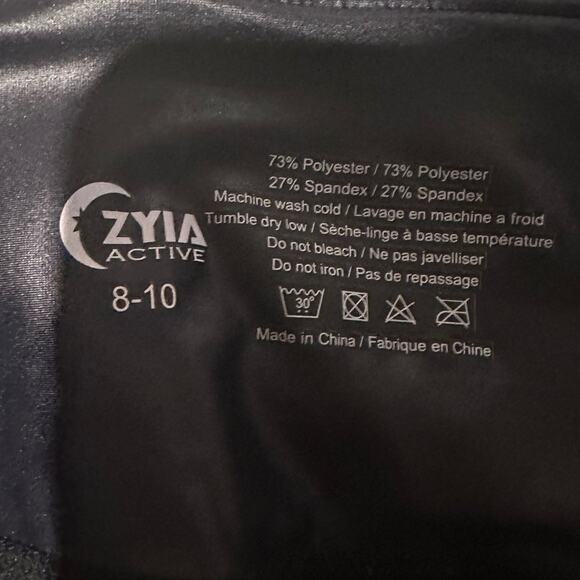 ZYIA
ACTIVE
8-10
73% Polyester / 73% Polyester
27% Spandex / 27% Spandex
Machine wash cold / Lavage en machine a froid
Tumble dry low / Sèche-linge à basse température
Do not bleach / Ne pas javelliser
Do not iron / Pas de repassage
30°
Made in China / Fabrique en Chine